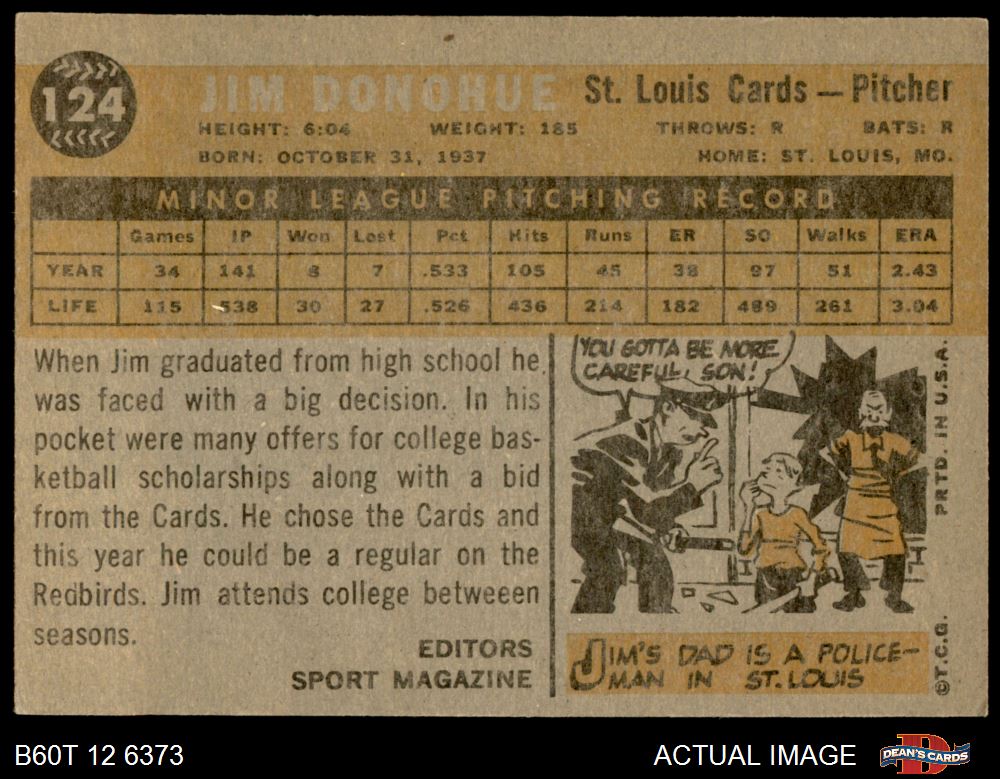 124
JIM DONOHUE St. Louis Cards — Pitcher
HEIGHT: 6:04 WEIGHT: 185 THROWS: R BATS: R
BORN: OCTOBER 31, 1937 HOME: ST. LOUIS, MO.
MINOR LEAGUE PITCHING RECORD
Games IP Won Lost Pct Hits Runs ER SO Walks ERA
YEAR 34 141 8 7 .533 105 45 38 97 51 2.43
LIFE 115 538 30 27 .526 436 214 182 489 261 3.04
When Jim graduated from high school he
was faced with a big decision. In his
pocket were many offers for college bas-
ketball scholarships along with a bid
from the Cards. He chose the Cards and
this year he could be a regular on the
Redbirds. Jim attends college betweeen
seasons.
EDITORS
SPORT MAGAZINE
YOU GOTTA BE MORE
CAREFUL, SON!
JIM'S DAD IS A POLICE-
MAN IN ST. LOUIS
©T.C.G. PRTD. IN U.S.A.
B60T 12 6373 ACTUAL IMAGE DEAN'S CARDS